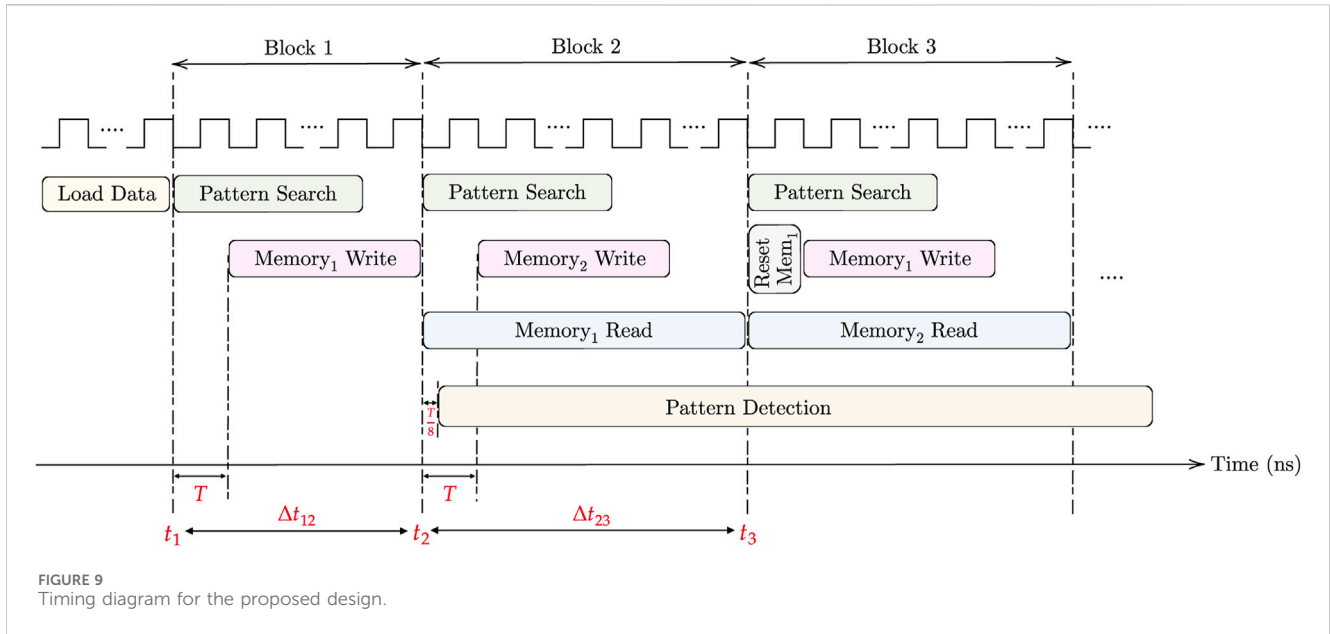 Block 1 Block 2 Block 3
.... .... .... .... .... .... ....
Load Data Pattern Search Pattern Search Pattern Search
Memory₁ Write Memory₂ Write Reset Mem₁ Memory₁ Write ....
Memory₁ Read Memory₂ Read
T/8 Pattern Detection
Time (ns)
T T
Δt₁₂ Δt₂₃
t₁ t₂ t₃
FIGURE 9
Timing diagram for the proposed design.